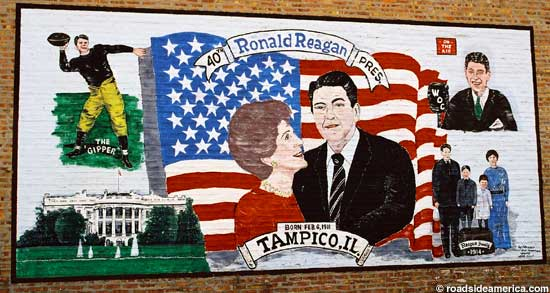 40th
Ronald Reagan
PRES.
ON THE
AIR
WOC
THE
GIPPER
BORN FEB 6, 1911
TAMPICO, IL.
Reagan Family
1914
© roadsideamerica.com